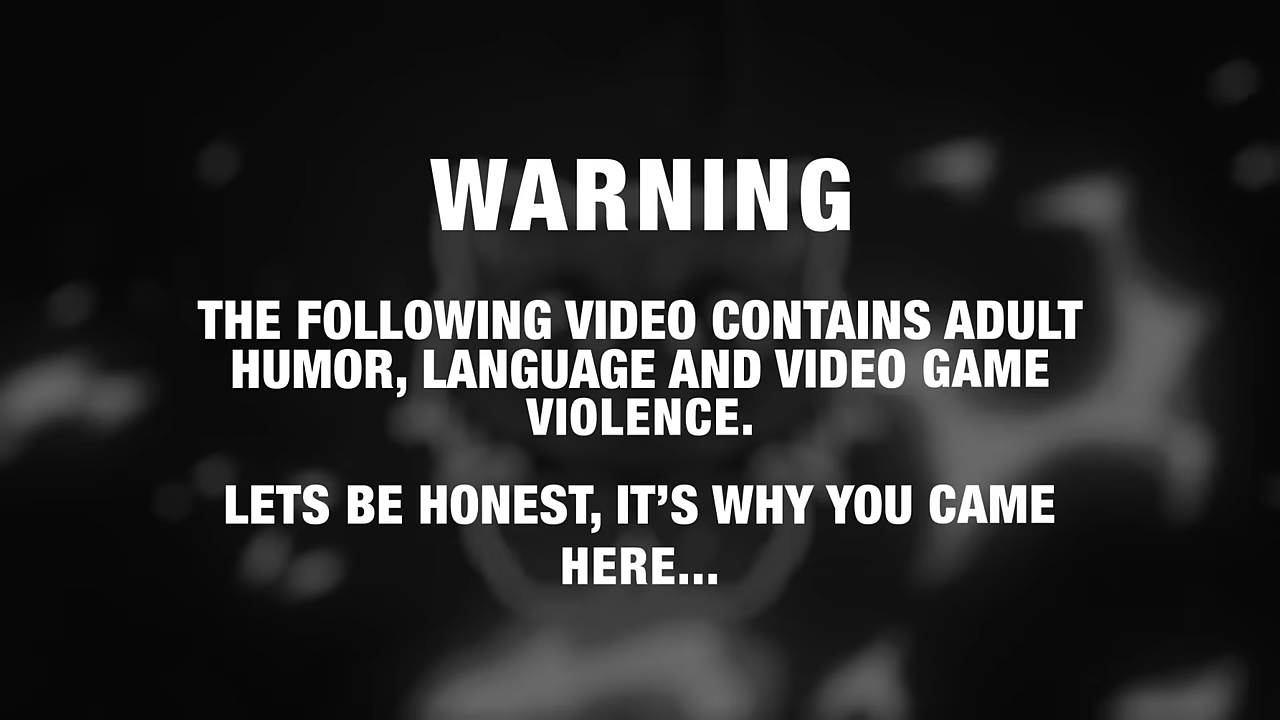 WARNING
THE FOLLOWING VIDEO CONTAINS ADULT
HUMOR, LANGUAGE AND VIDEO GAME
VIOLENCE.
LETS BE HONEST, IT’S WHY YOU CAME
HERE...